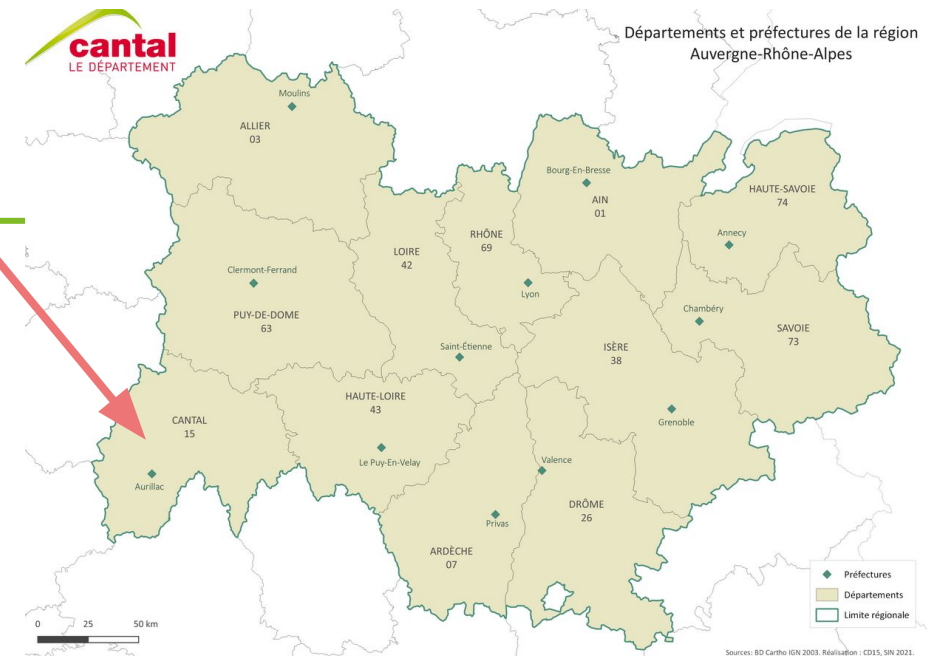 cantal
LE DÉPARTEMENT
Départements et préfectures de la région
Auvergne-Rhône-Alpes
Moulins
ALLIER
03
Bourg-En-Bresse
AIN
01
HAUTE-SAVOIE
74
Annecy
RHÔNE
69
LOIRE
42
Clermont-Ferrand
PUY-DE-DOME
63
Lyon
Chambéry
SAVOIE
73
Saint-Étienne
ISÈRE
38
HAUTE-LOIRE
43
CANTAL
15
Grenoble
Le Puy-En-Velay
Valence
Aurillac
DRÔME
26
Privas
ARDÈCHE
07
Préfectures
Départements
Limite régionale
0 25 50 km
Sources: BD Cartho IGN 2003. Réalisation : CD15, SIN 2021.